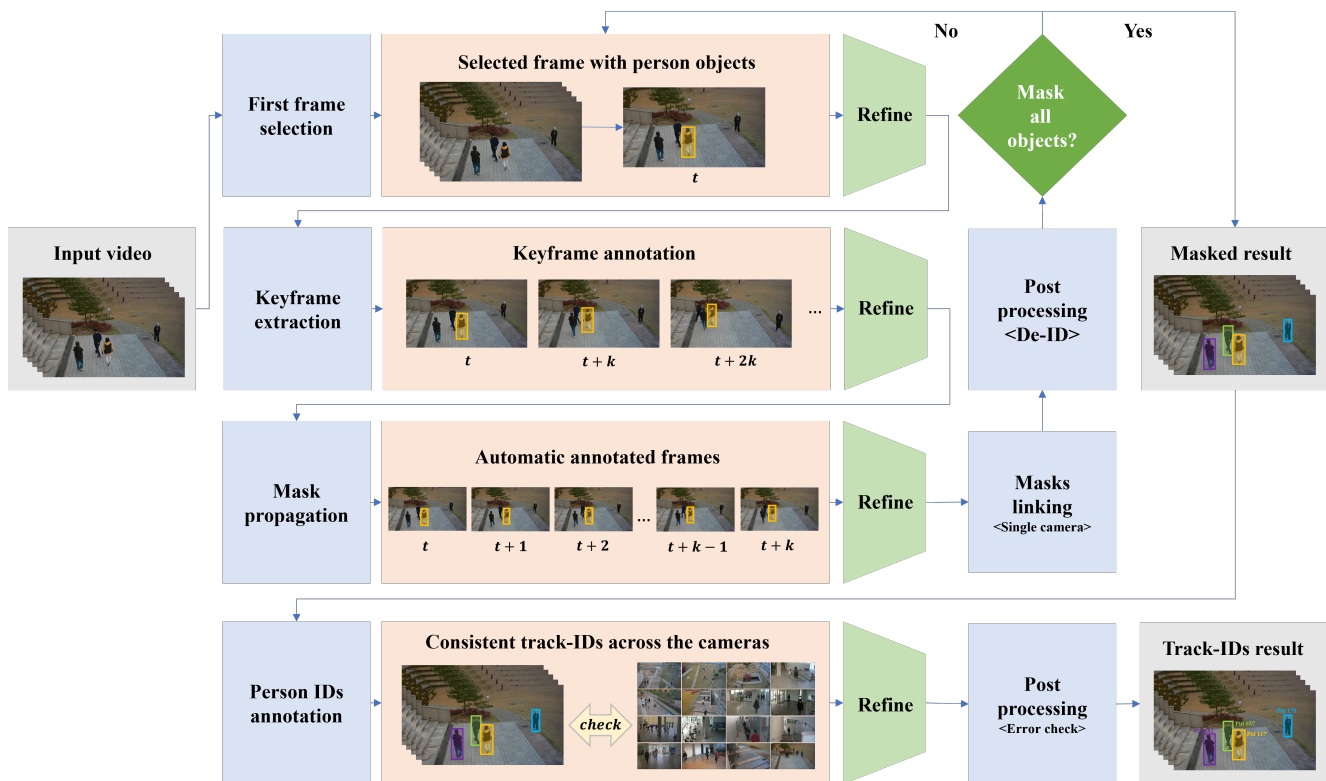 No
Yes
First frame
selection
Selected frame with person objects
t
Refine
Mask
all
objects?
Input video
Keyframe
extraction
Keyframe annotation
...
t
t + k
t + 2k
Refine
Post
processing
<De-ID>
Masked result
Mask
propagation
Automatic annotated frames
...
t
t + 1
t + 2
t + k − 1
t + k
Refine
Masks
linking
<Single camera>
Person IDs
annotation
Consistent track-IDs across the cameras
check
Refine
Post
processing
<Error check>
Track-IDs result